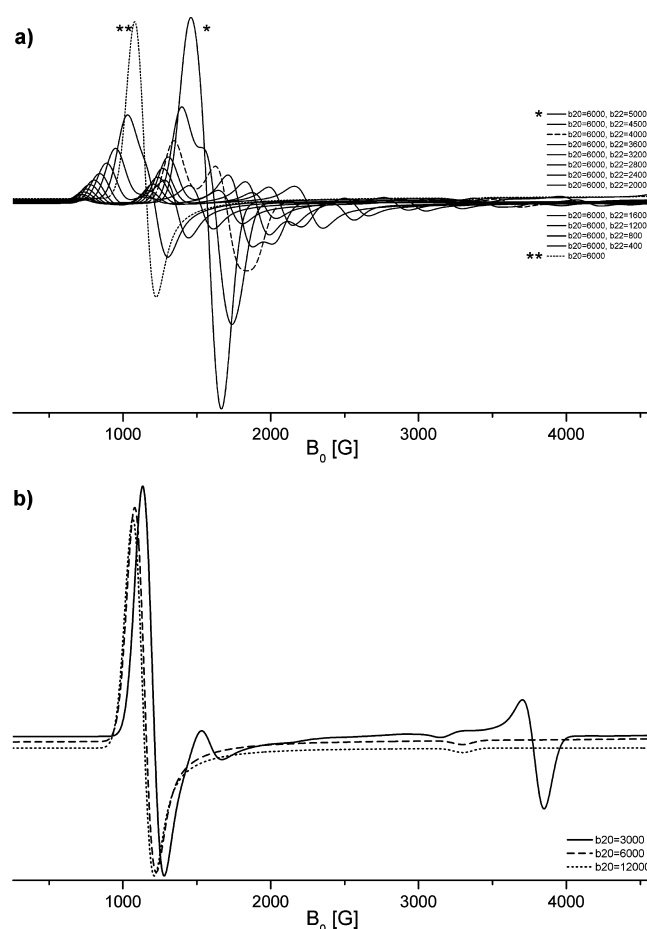 a)
** *
* b20=6000, b22=5000
b20=6000, b22=4500
b20=6000, b22=4000
b20=6000, b22=3600
b20=6000, b22=3200
b20=6000, b22=2800
b20=6000, b22=2400
b20=6000, b22=2000
b20=6000, b22=1600
b20=6000, b22=1200
b20=6000, b22=800
b20=6000, b22=400
** b20=6000
1000 2000 3000 4000
B0 [G]
b)
b20=3000
b20=6000
b20=12000
1000 2000 3000 4000
B0 [G]